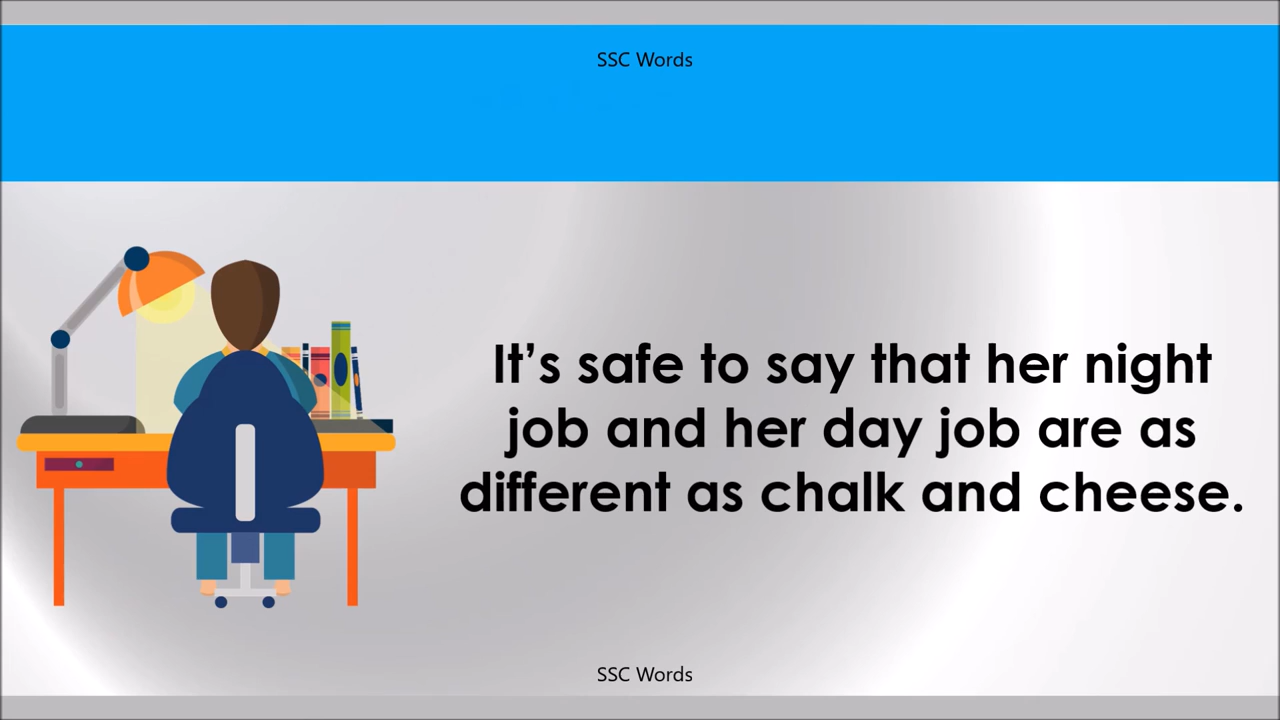 SSC Words
It’s safe to say that her night
job and her day job are as
different as chalk and cheese.
SSC Words